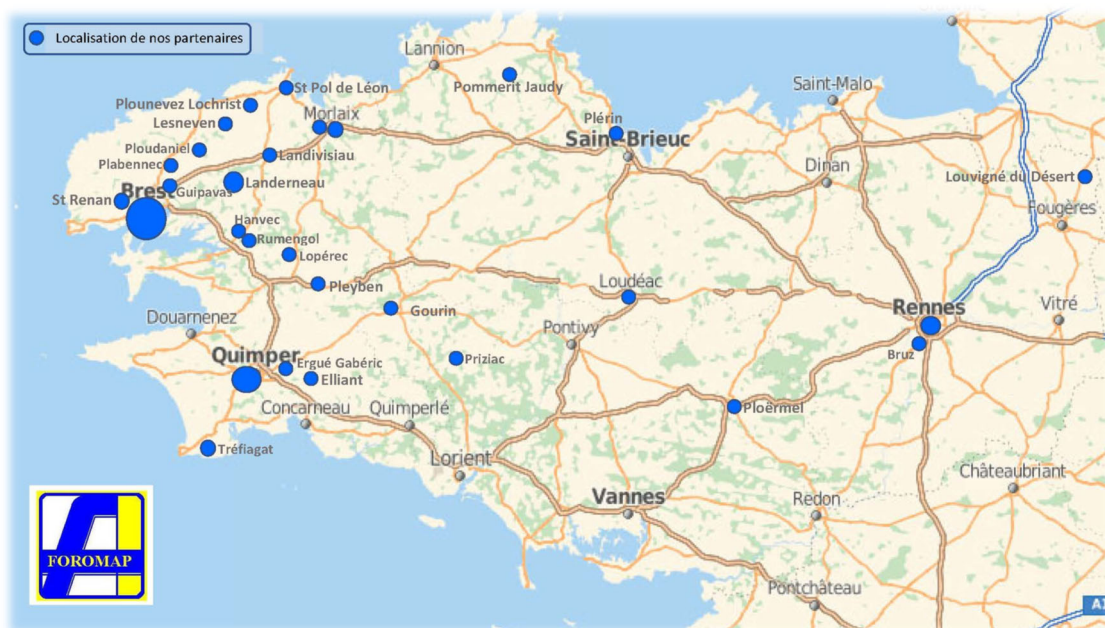 Localisation de nos partenaires
Lannion
St Pol de Léon
Pommerit Jaudy
Saint-Malo
Plounevez Lochrist
Morlaix
Plérin
Lesneven
Saint-Brieuc
Ploudaniel
Landivisiau
Dinan
Plabennec
Louvigné du Désert
Brest
Guipavas
Landerneau
St Renan
Fougères
Hanvec
Rumengol
Lopérec
Pleyben
Loudéac
Rennes
Gourin
Vitré
Douarnenez
Pontivy
Bruz
Quimper
Ergué Gabéric
Priziac
Elliant
Concarneau
Quimperlé
Ploërmel
Tréfiagat
Lorient
Châteaubriant
Vannes
Redon
FOROMAP
Pontchâteau